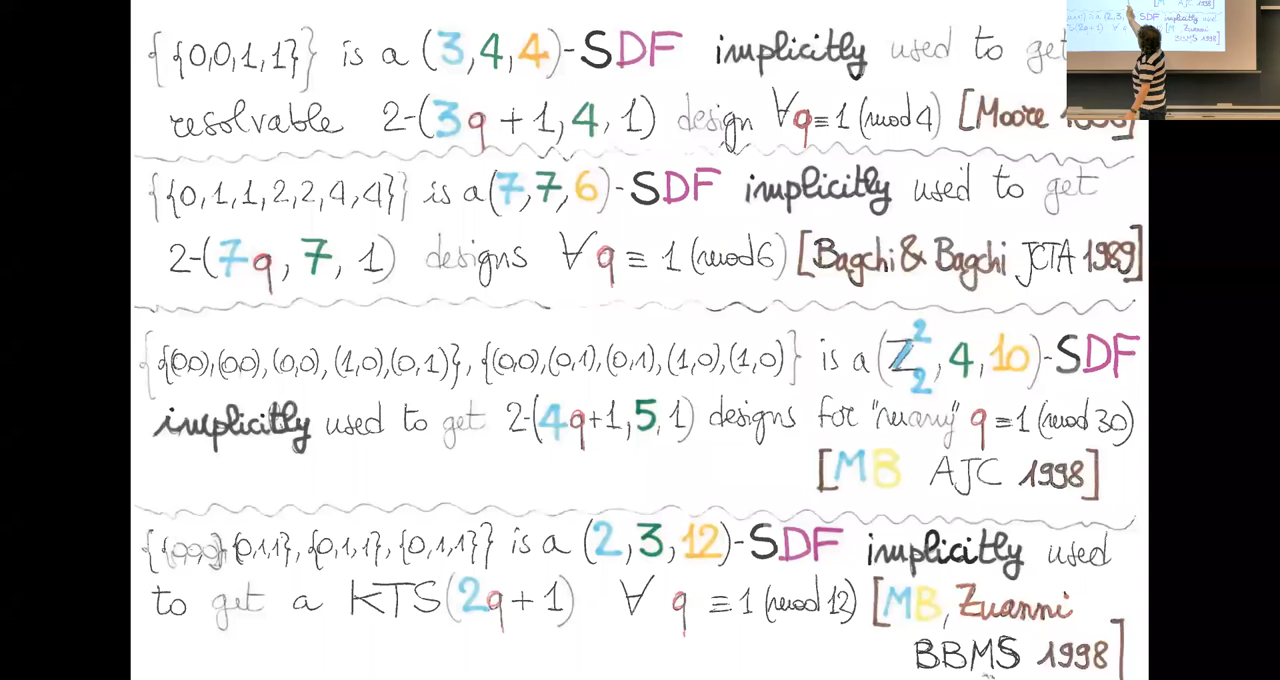 {{0,0,1,1}} is a (3,4,4)-SDF implicitly used to get
resolvable 2-(3q+1,4,1) design ∀q≡1(mod 4) [Moore
{{0,1,1,2,2,4,4}} is a (7,7,6)-SDF implicitly used to get
2-(7q,7,1) designs ∀ q ≡ 1(mod 6) [Bagchi & Bagchi JCTA 1989]
{{(0,0),(0,0),(0,0),(1,0),(0,1)}, {(0,0),(0,1),(0,1),(1,0),(1,0)} is a (Z₂²,4,10)-SDF
implicitly used to get 2-(4q+1,5,1) designs for "many" q≡1(mod 30)
[MB AJC 1998]
{{0,0,0},{0,1,1},{0,1,1},{0,1,1}} is a (2,3,12)-SDF implicitly used
to get a KTS(2q+1) ∀ q ≡1(mod 12) [MB, Zuanni
BBMS 1998]